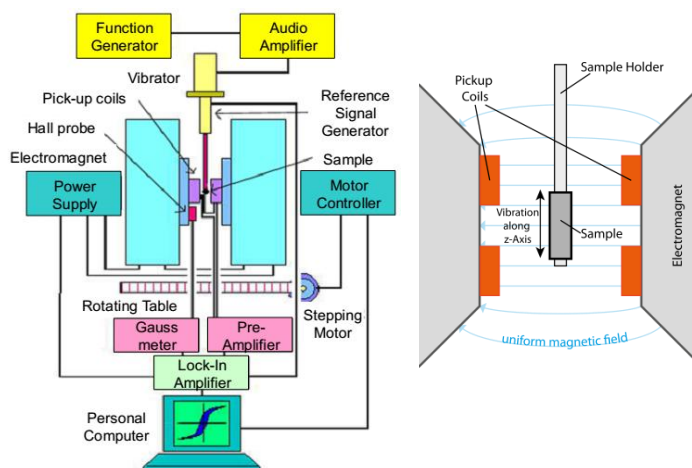 Function
Generator
Audio
Amplifier
Vibrator
Pick-up coils
Hall probe
Electromagnet
Reference
Signal
Generator
Sample
Power
Supply
Motor
Controller
Rotating Table
Stepping
Motor
Gauss
meter
Pre-
Amplifier
Lock-In
Amplifier
Personal
Computer
Sample Holder
Pickup
Coils
Vibration
along
z-Axis
Sample
Electromagnet
uniform magnetic field